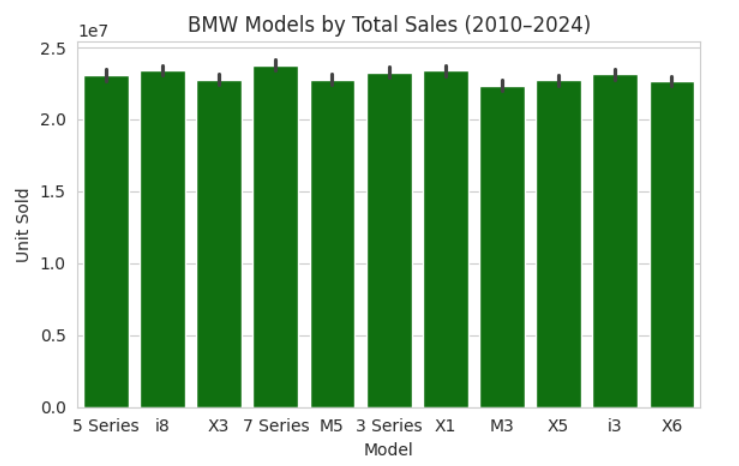 BMW Models by Total Sales (2010–2024)
1e7
2.5
2.0
1.5
1.0
0.5
0.0
Unit Sold
5 Series i8 X3 7 Series M5 3 Series X1 M3 X5 i3 X6
Model